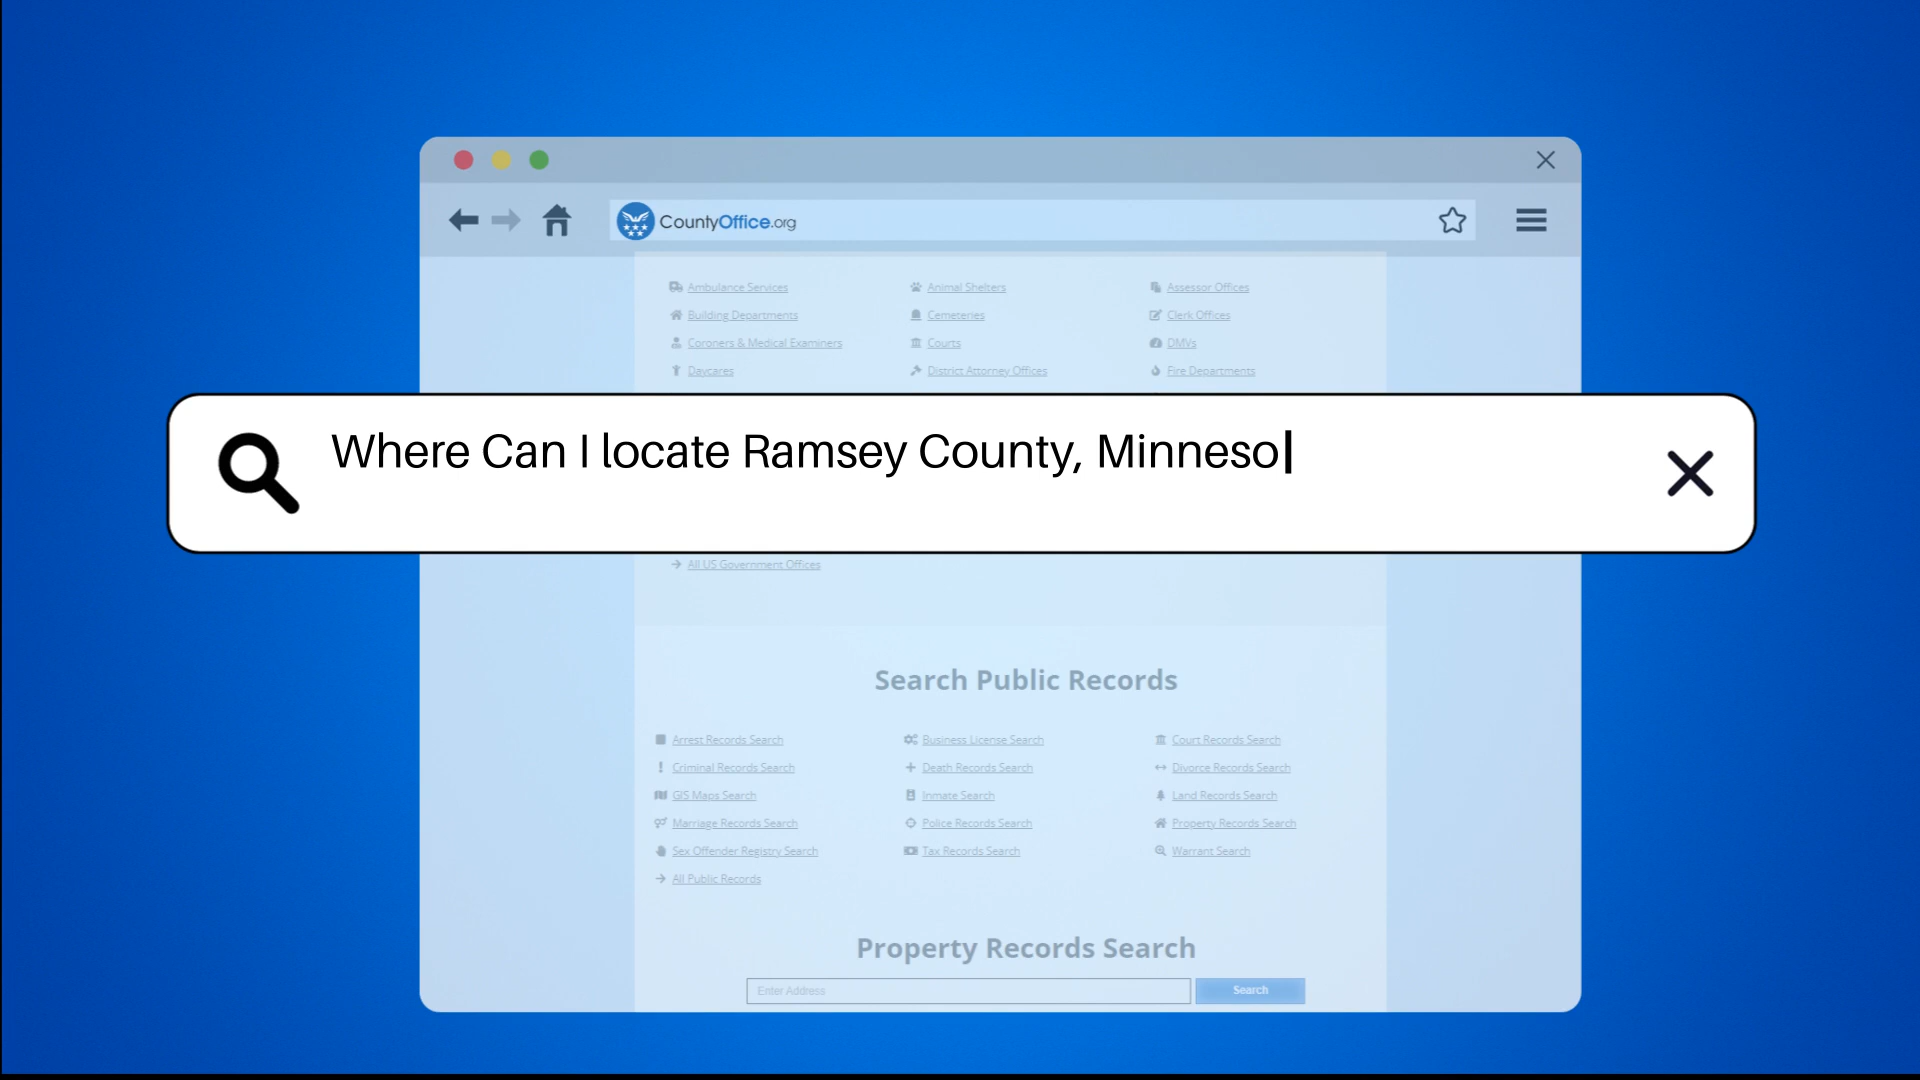 CountyOffice.org
Ambulance Services Animal Shelters Assessor Offices
Building Departments Cemeteries Clerk Offices
Coroners & Medical Examiners Courts DMVs
Daycares District Attorney Offices Fire Departments
Where Can I locate Ramsey County, Minneso
All US Government Offices
Search Public Records
Arrest Records Search Business License Search Court Records Search
Criminal Records Search Death Records Search Divorce Records Search
GIS Maps Search Inmate Search Land Records Search
Marriage Records Search Police Records Search Property Records Search
Sex Offender Registry Search Tax Records Search Warrant Search
All Public Records
Property Records Search
Enter Address Search